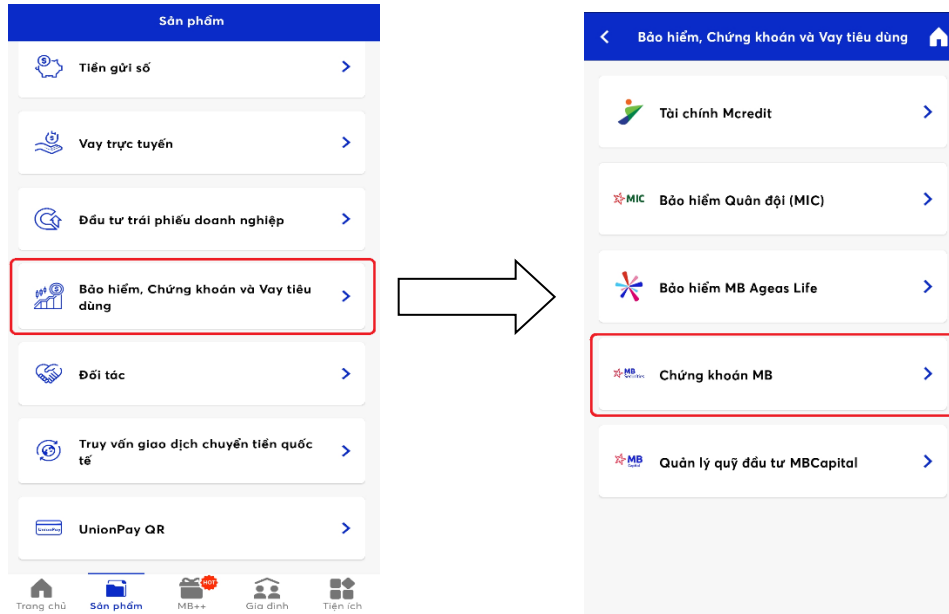 Sản phẩm
Tiền gửi số
Vay trực tuyến
Đầu tư trái phiếu doanh nghiệp
Bảo hiểm, Chứng khoán và Vay tiêu
dùng
Đối tác
Truy vấn giao dịch chuyển tiền quốc
tế
UnionPay QR
HOT
Trang chủ
Sản phẩm
MB++
Gia đình
Tiện ích
Bảo hiểm, Chứng khoán và Vay tiêu dùng
Tài chính Mcredit
MIC
Bảo hiểm Quân đội (MIC)
Bảo hiểm MB Ageas Life
MB
Chứng khoán MB
MB
Capital
Quản lý quỹ đầu tư MBCapital